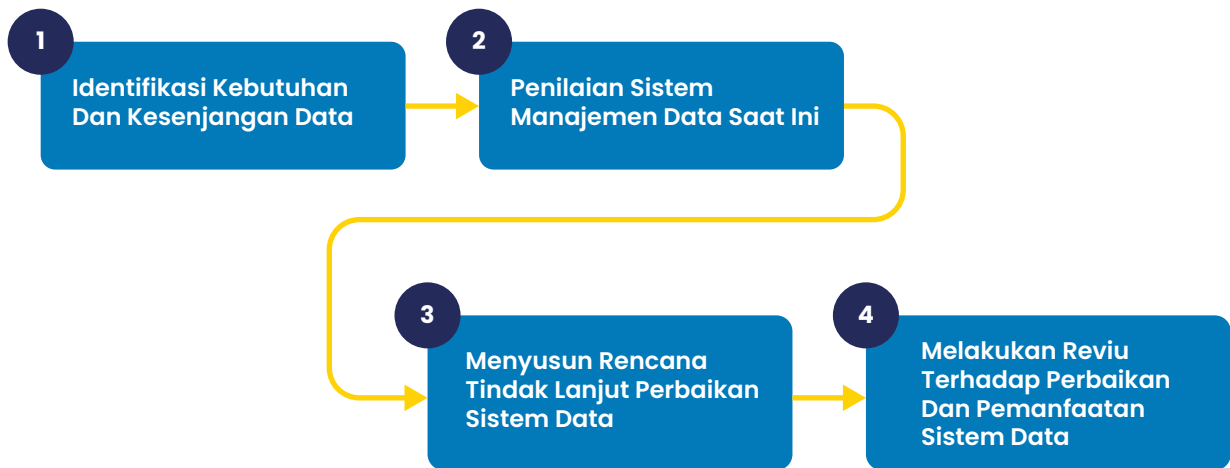 1
Identifikasi Kebutuhan
Dan Kesenjangan Data
2
Penilaian Sistem
Manajemen Data Saat Ini
3
Menyusun Rencana
Tindak Lanjut Perbaikan
Sistem Data
4
Melakukan Reviu
Terhadap Perbaikan
Dan Pemanfaatan
Sistem Data